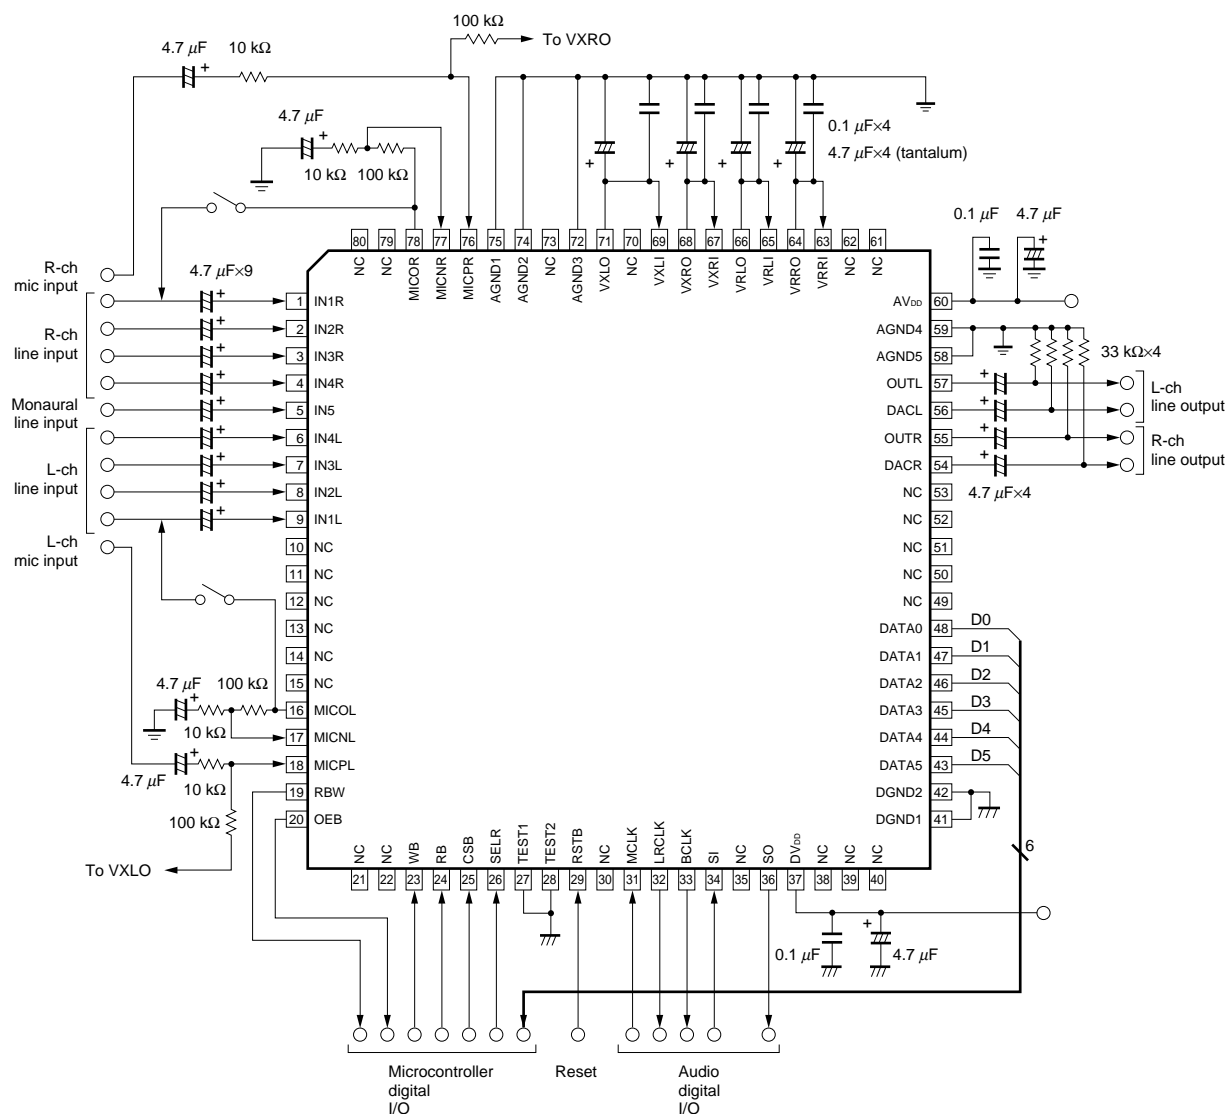 100 kΩ
To VXRO
4.7 µF
+
10 kΩ
4.7 µF
+
10 kΩ
100 kΩ
0.1 µF×4
4.7 µF×4 (tantalum)
+
+
+
+
0.1 µF
4.7 µF
+
80
79
78
77
76
75
74
73
72
71
70
69
68
67
66
65
64
63
62
61
NC
NC
MICOR
MICNR
MICPR
AGND1
AGND2
NC
AGND3
VXLO
NC
VXLI
VXRO
VXRI
VRLO
VRLI
VRRO
VRRI
NC
NC
R-ch
mic input
4.7 µF×9
R-ch
line input
Monaural
line input
L-ch
line input
L-ch
mic input
+
+
+
+
+
+
+
+
+
1 IN1R
2 IN2R
3 IN3R
4 IN4R
5 IN5
6 IN4L
7 IN3L
8 IN2L
9 IN1L
10 NC
11 NC
12 NC
13 NC
14 NC
15 NC
16 MICOL
17 MICNL
18 MICPL
19 RBW
20 OEB
4.7 µF
+
100 kΩ
10 kΩ
+
4.7 µF
10 kΩ
100 kΩ
To VXLO
AVDD 60
AGND4 59
AGND5 58
OUTL 57
DACL 56
OUTR 55
DACR 54
NC 53
NC 52
NC 51
NC 50
NC 49
DATA0 48 D0
DATA1 47 D1
DATA2 46 D2
DATA3 45 D3
DATA4 44 D4
DATA5 43 D5
DGND2 42
DGND1 41
33 kΩ×4
+
+
+
+
L-ch
line output
R-ch
line output
4.7 µF×4
6
NC
NC
WB
RB
CSB
SELR
TEST1
TEST2
RSTB
NC
MCLK
LRCLK
BCLK
SI
NC
SO
DVDD
NC
NC
NC
21
22
23
24
25
26
27
28
29
30
31
32
33
34
35
36
37
38
39
40
0.1 µF
+
4.7 µF
Microcontroller
digital
I/O
Reset
Audio
digital
I/O